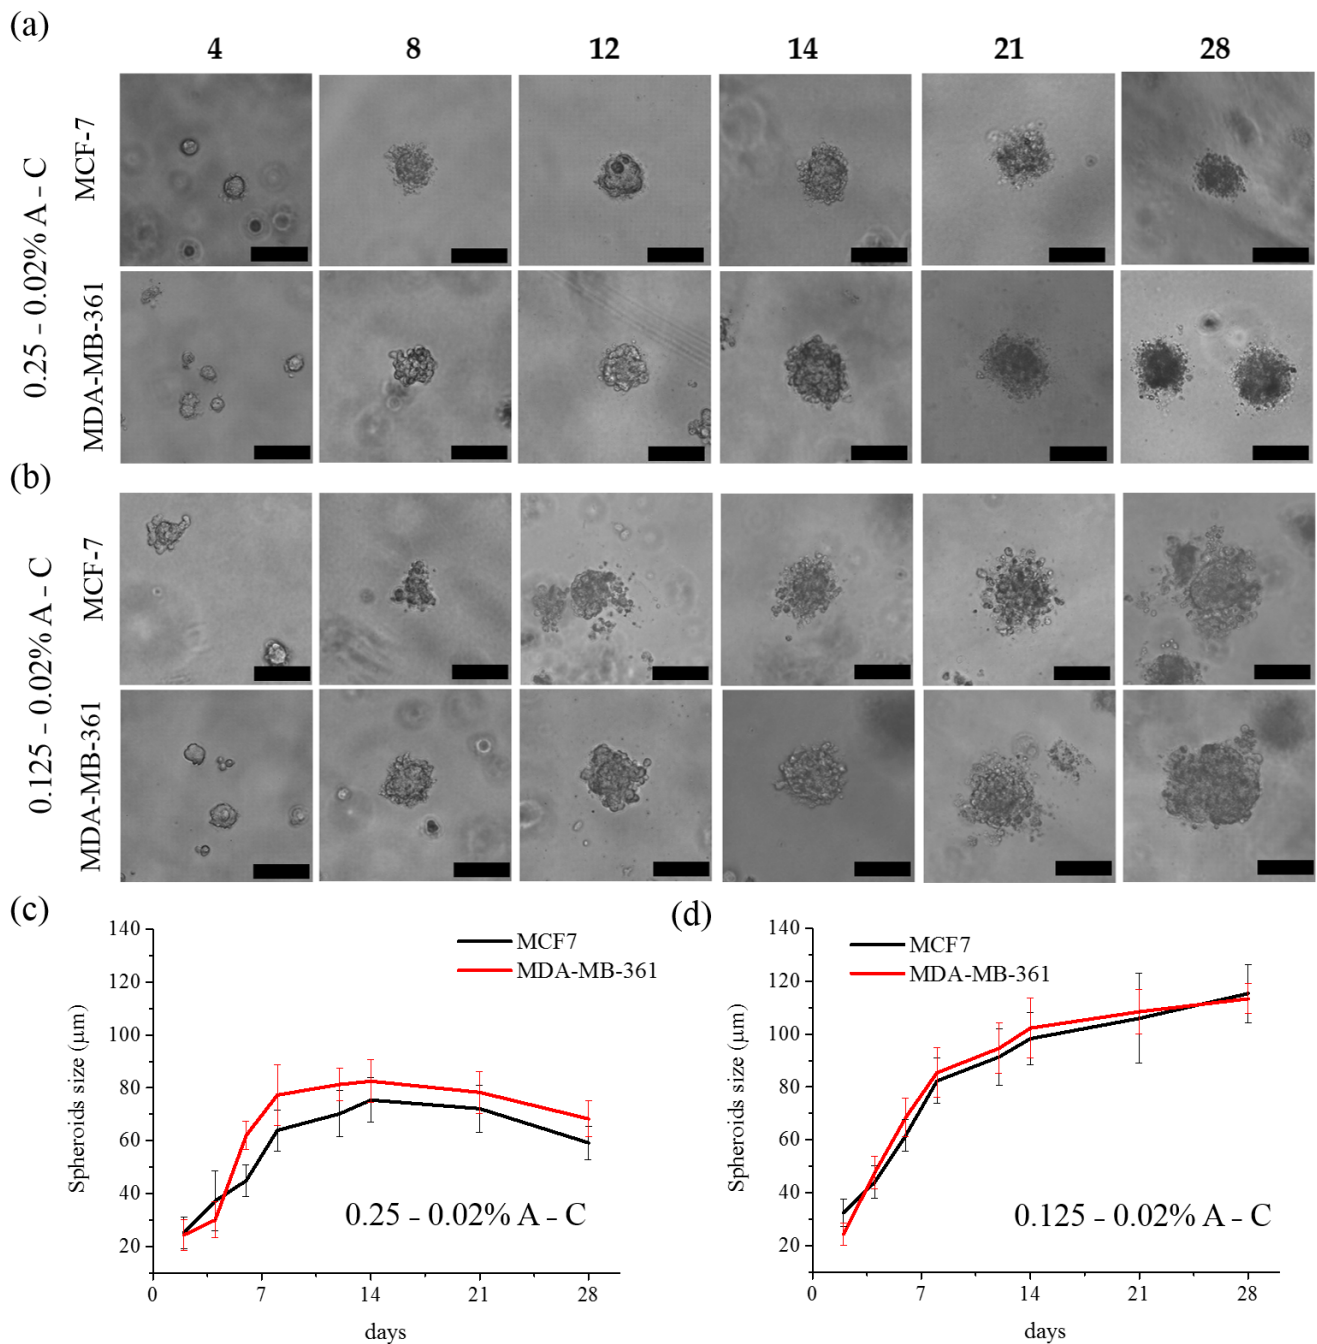 (a)
4 8 12 14 21 28
0.25 - 0.02% A - C
MCF-7
MDA-MB-361
(b)
0.125 - 0.02% A - C
MCF-7
MDA-MB-361
(c)
140
120
100
80
60
40
20
Spheroids size (μm)
MCF7
MDA-MB-361
0.25 - 0.02% A - C
0 7 14 21 28
days
(d)
140
120
100
80
60
40
20
Spheroids size (μm)
MCF7
MDA-MB-361
0.125 - 0.02% A - C
0 7 14 21 28
days